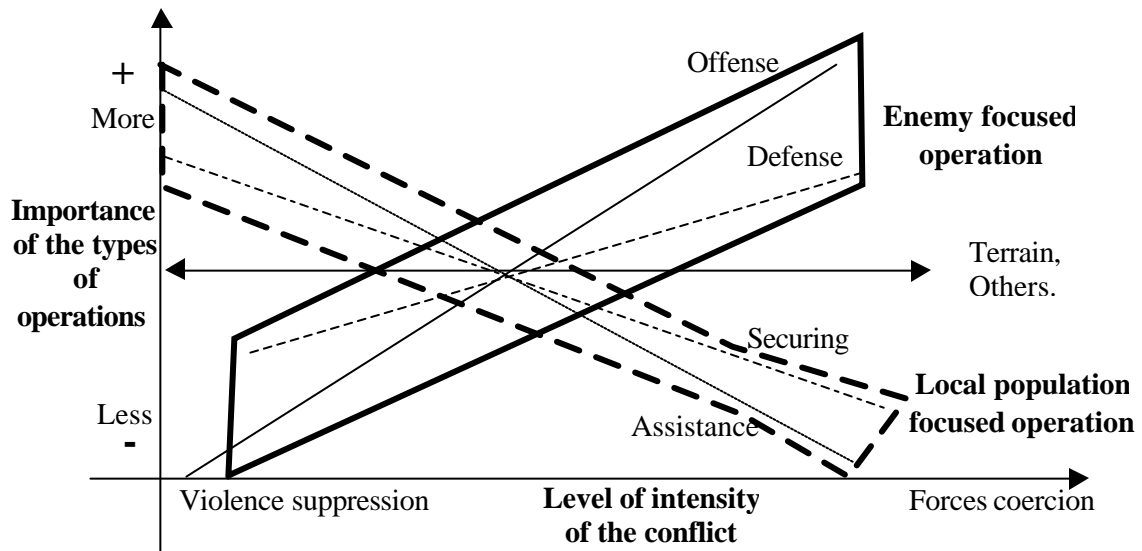 +
More
Importance
of the types
of
operations
Less
-
Offense
Defense
Enemy focused
operation
Terrain,
Others.
Securing
Assistance
Local population
focused operation
Violence suppression
Level of intensity
of the conflict
Forces coercion